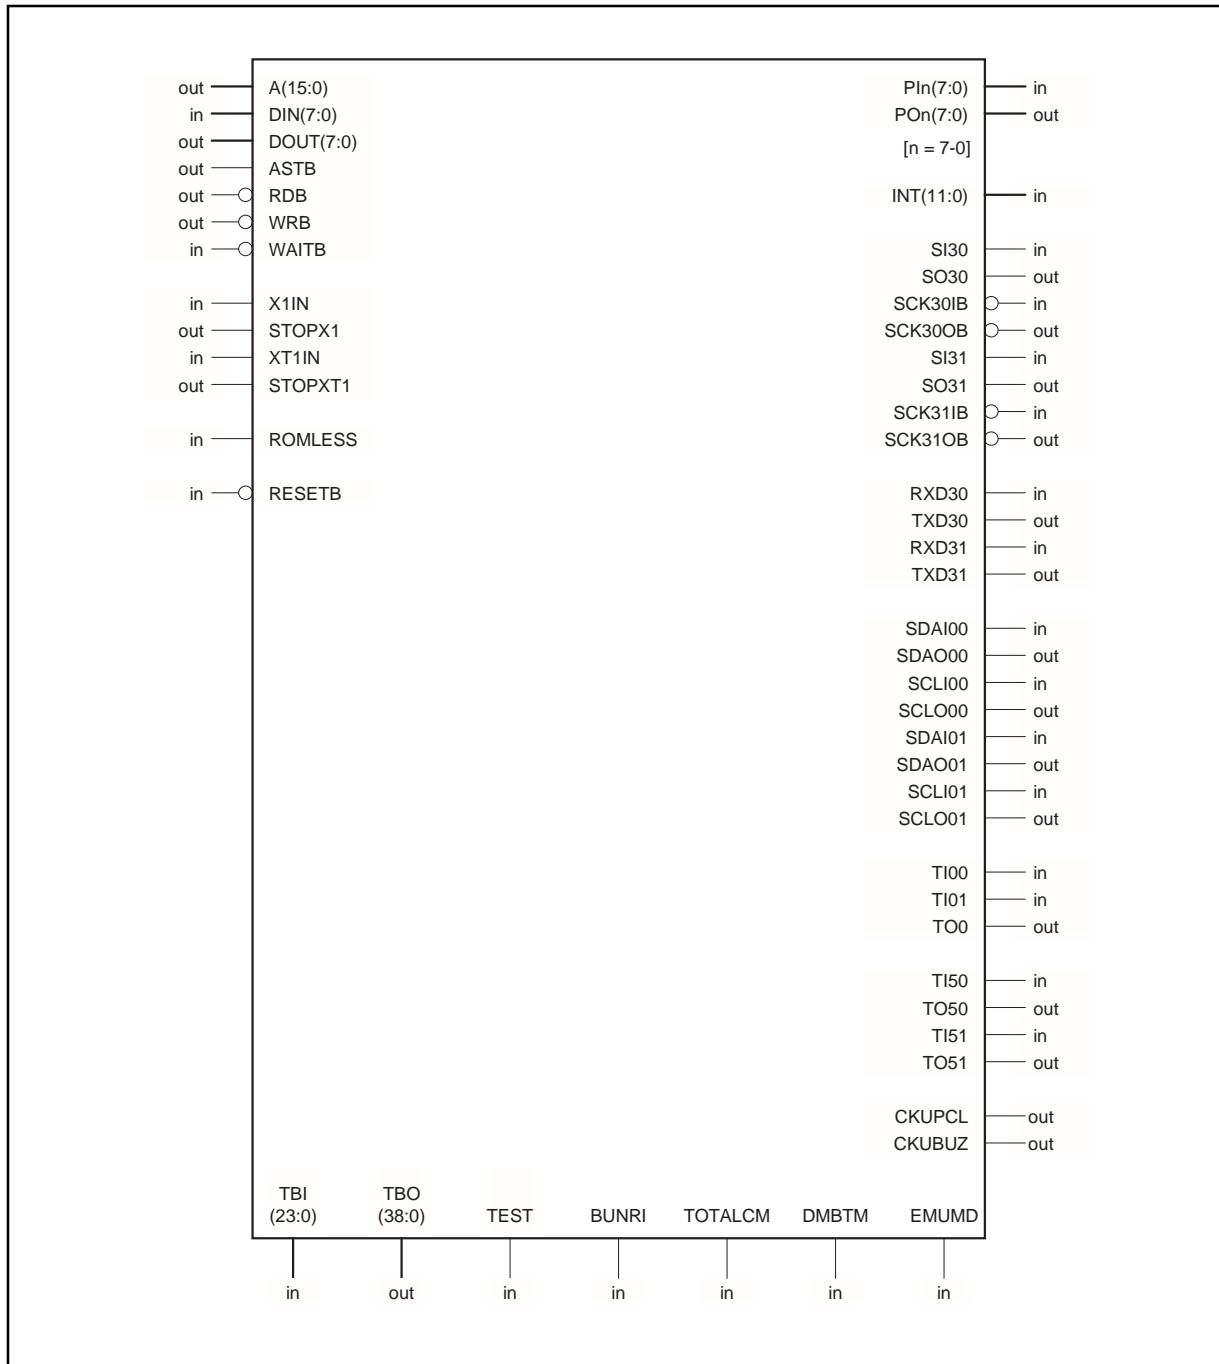 out A(15:0) PIn(7:0) in
in DIN(7:0) POn(7:0) out
out DOUT(7:0) [n = 7-0]
out ASTB
out RDB INT(11:0) in
out WRB
in WAITB SI30 in
SO30 out
in X1IN SCK30IB in
out STOPX1 SCK30OB out
in XT1IN SI31 in
out STOPXT1 SO31 out
SCK31IB in
in ROMLESS SCK31OB out
in RESETB RXD30 in
TXD30 out
RXD31 in
TXD31 out
SDAI00 in
SDAO00 out
SCLI00 in
SCLO00 out
SDAI01 in
SDAO01 out
SCLI01 in
SCLO01 out
TI00 in
TI01 in
TO0 out
TI50 in
TO50 out
TI51 in
TO51 out
CKUPCL out
CKUBUZ out
TBI TBO
(23:0) (38:0) TEST BUNRI TOTALCM DMBTM EMUMD
in out in in in in in